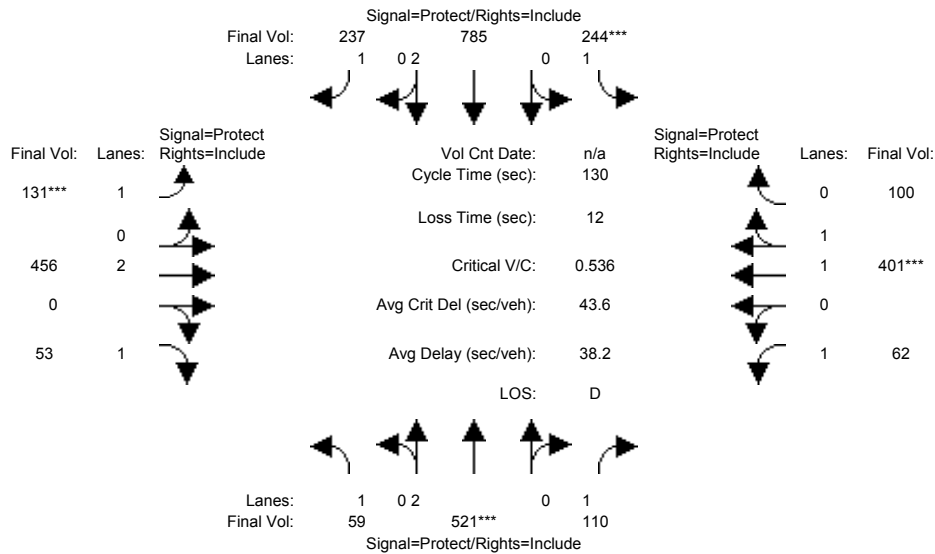 Signal=Protect/Rights=Include
Final Vol: 237 785 244***
Lanes: 1 0 2 0 1
Signal=Protect Signal=Protect
Final Vol: Lanes: Rights=Include Vol Cnt Date: n/a Rights=Include Lanes: Final Vol:
Cycle Time (sec): 130
131*** 1 0 100
Loss Time (sec): 12
0 1
456 2 Critical V/C: 0.536 1 401***
0 Avg Crit Del (sec/veh): 43.6 0
53 1 Avg Delay (sec/veh): 38.2 1 62
LOS: D
Lanes: 1 0 2 0 1
Final Vol: 59 521*** 110
Signal=Protect/Rights=Include